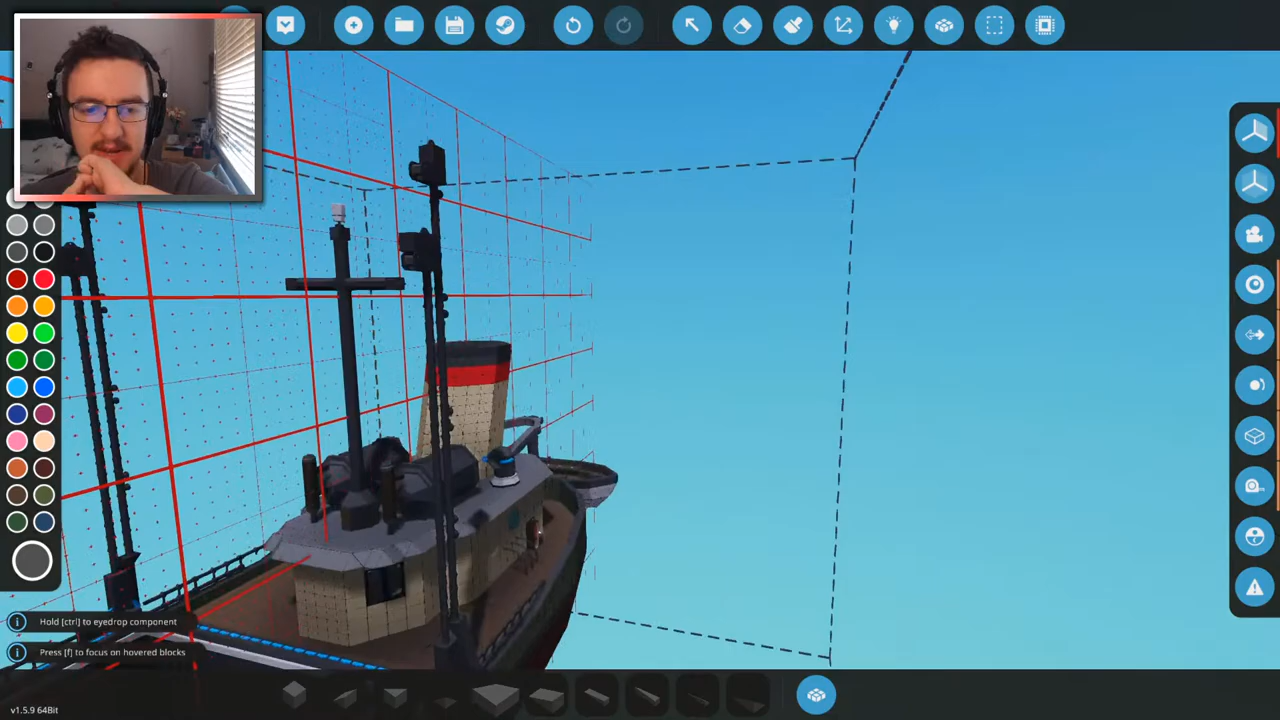 Hold [ctrl] to eyedrop component
Press [f] to focus on hovered blocks
v1.5.9 64Bit